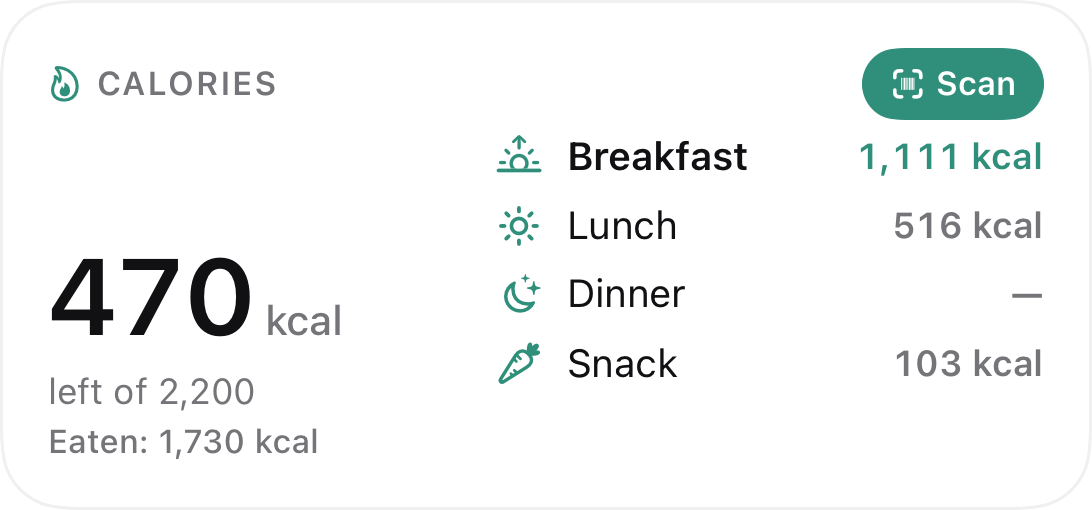 CALORIES
Scan
Breakfast 1,111 kcal
Lunch 516 kcal
Dinner —
Snack 103 kcal
470 kcal
left of 2,200
Eaten: 1,730 kcal